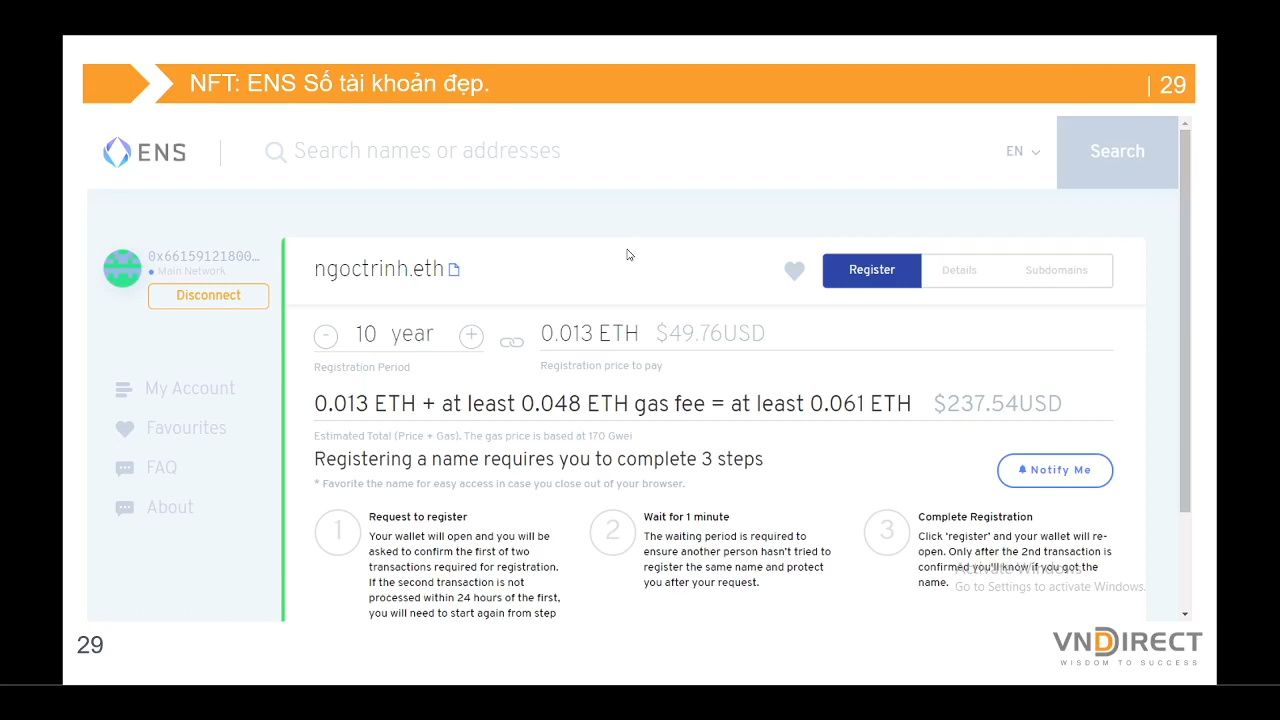 NFT: ENS Số tài khoản đẹp.
| 29
ENS
Search names or addresses
EN
Search
0x66159121800...
Main Network
Disconnect
ngoctrinh.eth
Register
Details
Subdomains
- 10 year +
0.013 ETH $49.76USD
Registration Period
Registration price to pay
My Account
Favourites
FAQ
About
0.013 ETH + at least 0.048 ETH gas fee = at least 0.061 ETH $237.54USD
Estimated Total (Price + Gas). The gas price is based at 170 Gwei
Registering a name requires you to complete 3 steps
* Favorite the name for easy access in case you close out of your browser.
Notify Me
1
Request to register
Your wallet will open and you will be
asked to confirm the first of two
transactions required for registration.
If the second transaction is not
processed within 24 hours of the first,
you will need to start again from step
2
Wait for 1 minute
The waiting period is required to
ensure another person hasn't tried to
register the same name and protect
you after your request.
3
Complete Registration
Click 'register' and your wallet will re-
open. Only after the 2nd transaction is
confirmed you'll know if you got the
name.
Activate Windows
Go to Settings to activate Windows.
29
VNDIRECT
WISDOM TO SUCCESS